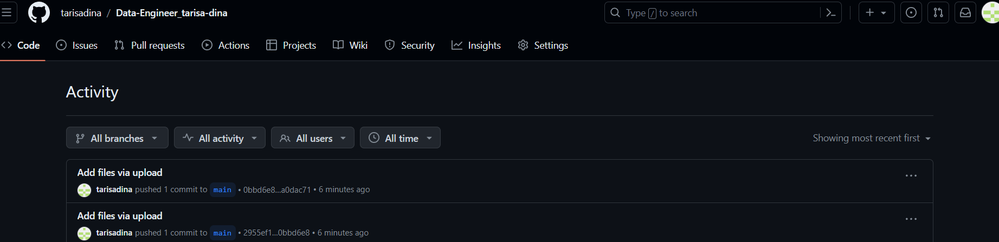 tarisadina / Data-Engineer_tarisa-dina
Type / to search
Code Issues Pull requests Actions Projects Wiki Security Insights Settings
Activity
All branches All activity All users All time Showing most recent first
Add files via upload
tarisadina pushed 1 commit to main • 0bbd6e8...a0dac71 • 6 minutes ago
Add files via upload
tarisadina pushed 1 commit to main • 2955ef1...0bbd6e8 • 6 minutes ago